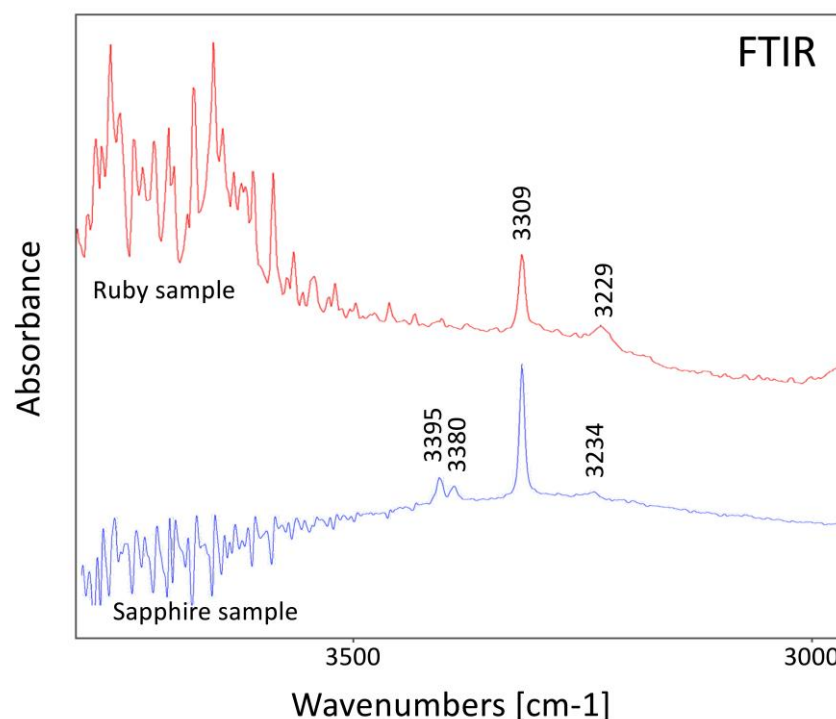 FTIR
3309
3229
Ruby sample
Absorbance
3395
3380
3234
Sapphire sample
3500
3000
Wavenumbers [cm-1]